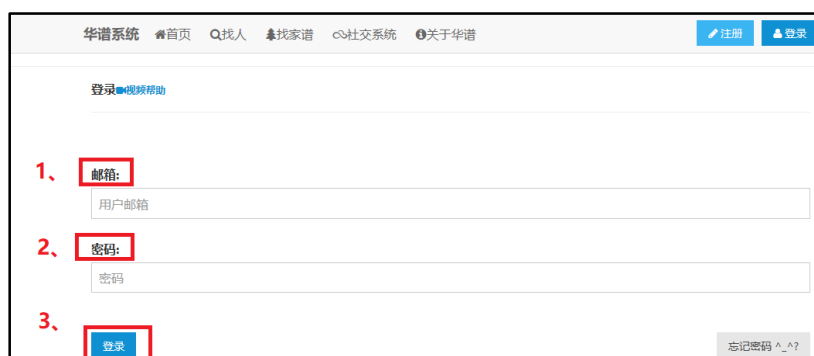 华谱系统 首页 找人 找家谱 社交系统 关于华谱 注册 登录
登录视频帮助
1、 邮箱:
用户邮箱
2、 密码:
密码
3、
登录 忘记密码 ^_^?